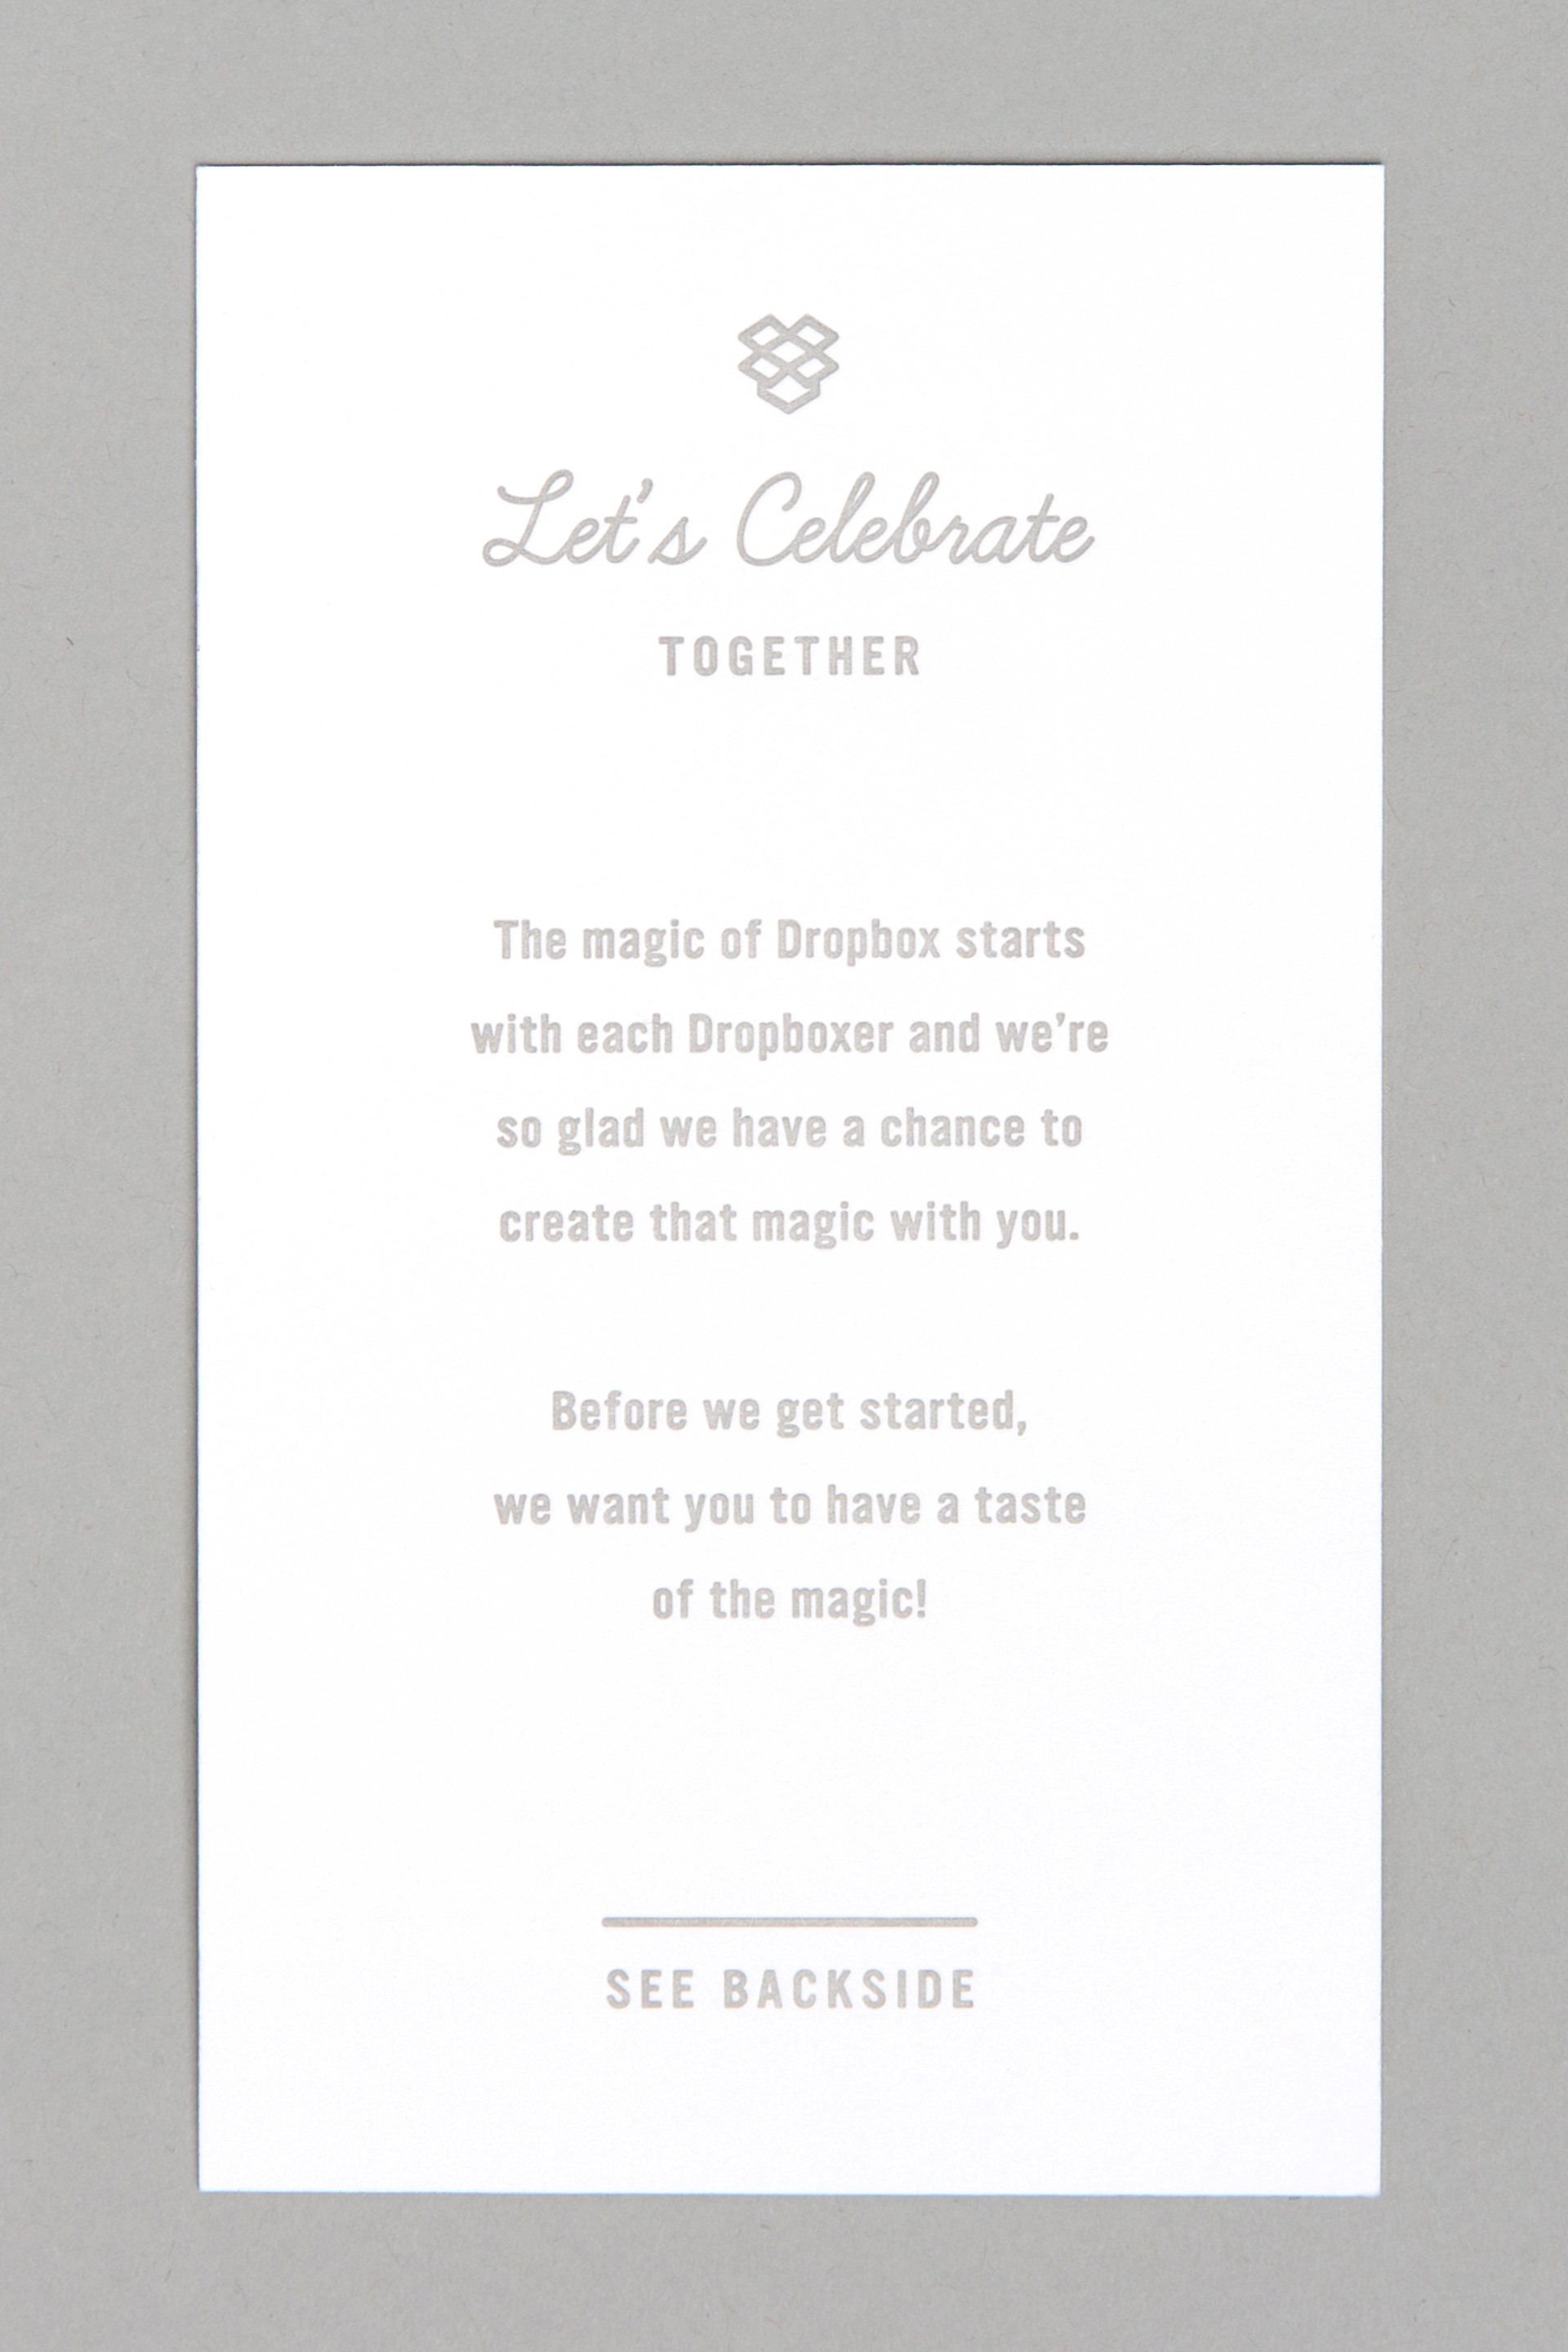 Let's Celebrate
TOGETHER
The magic of Dropbox starts
with each Dropboxer and we're
so glad we have a chance to
create that magic with you.
Before we get started,
we want you to have a taste
of the magic!
SEE BACKSIDE